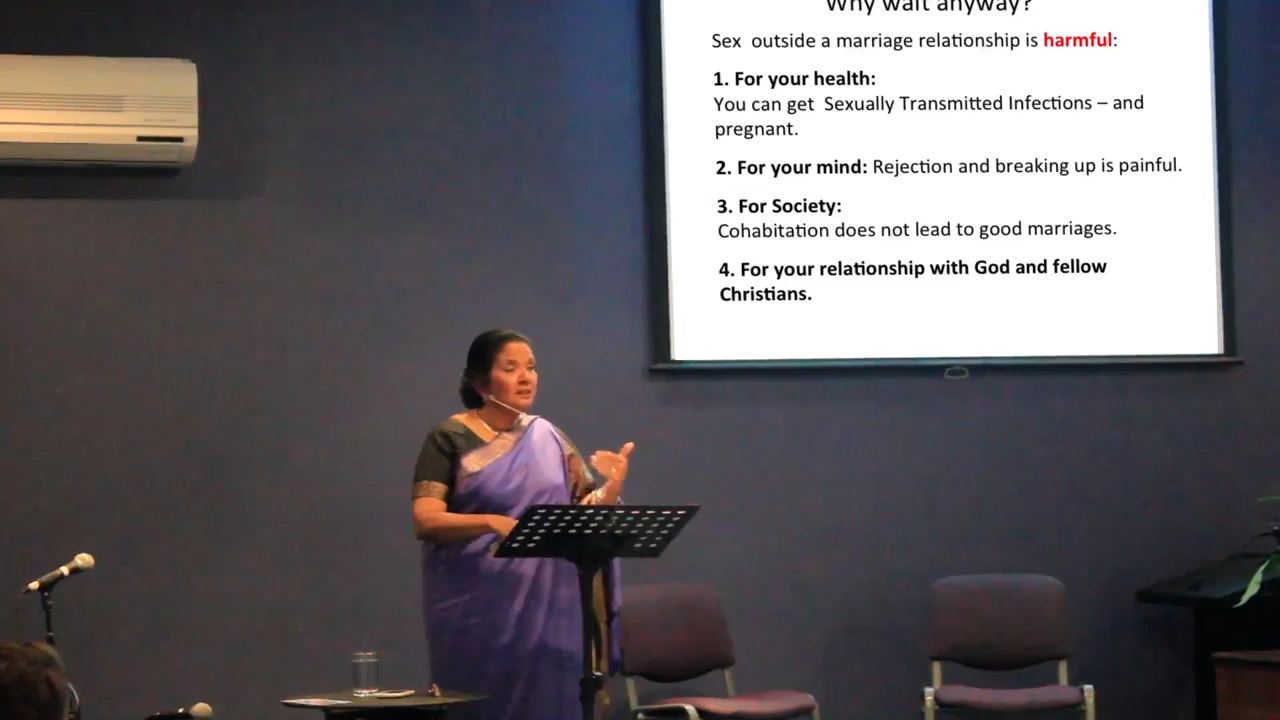 Why wait anyway?
Sex outside a marriage relationship is harmful:
1. For your health:
You can get Sexually Transmitted Infections – and
pregnant.
2. For your mind: Rejection and breaking up is painful.
3. For Society:
Cohabitation does not lead to good marriages.
4. For your relationship with God and fellow
Christians.